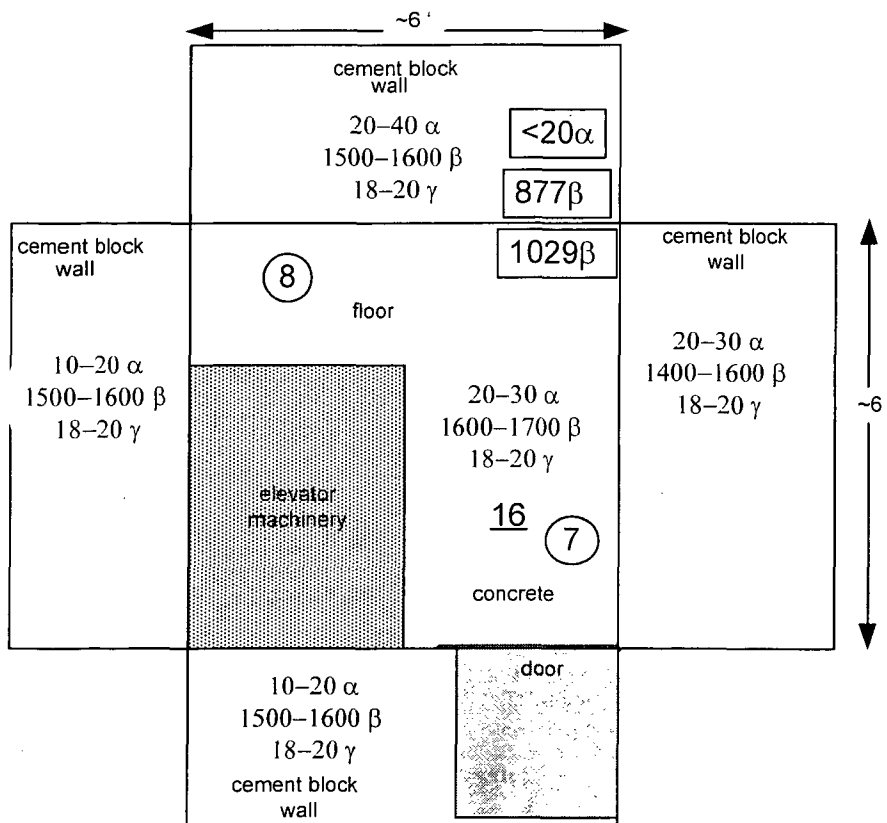 ~6 '
cement block
wall
20–40 α
1500–1600 β
18–20 γ
<20α
877β
1029β
cement block
wall
10–20 α
1500–1600 β
18–20 γ
8
floor
20–30 α
1600–1700 β
18–20 γ
16
7
concrete
elevator
machinery
cement block
wall
20–30 α
1400–1600 β
18–20 γ
~6
door
10–20 α
1500–1600 β
18–20 γ
cement block
wall